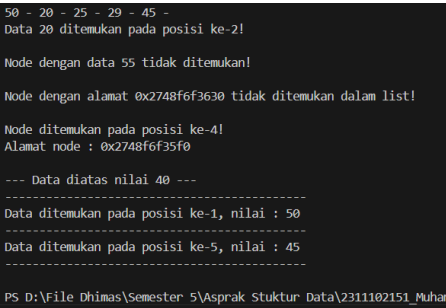 50 - 20 - 25 - 29 - 45 -
Data 20 ditemukan pada posisi ke-2!
Node dengan data 55 tidak ditemukan!
Node dengan alamat 0x2748f6f3630 tidak ditemukan dalam list!
Node ditemukan pada posisi ke-4!
Alamat node : 0x2748f6f35f0
--- Data diatas nilai 40 ---
------------------------------------------
Data ditemukan pada posisi ke-1, nilai : 50
------------------------------------------
Data ditemukan pada posisi ke-5, nilai : 45
------------------------------------------
PS D:\File Dhimas\Semester 5\Asprak Stuktur Data\2311102151_Muham